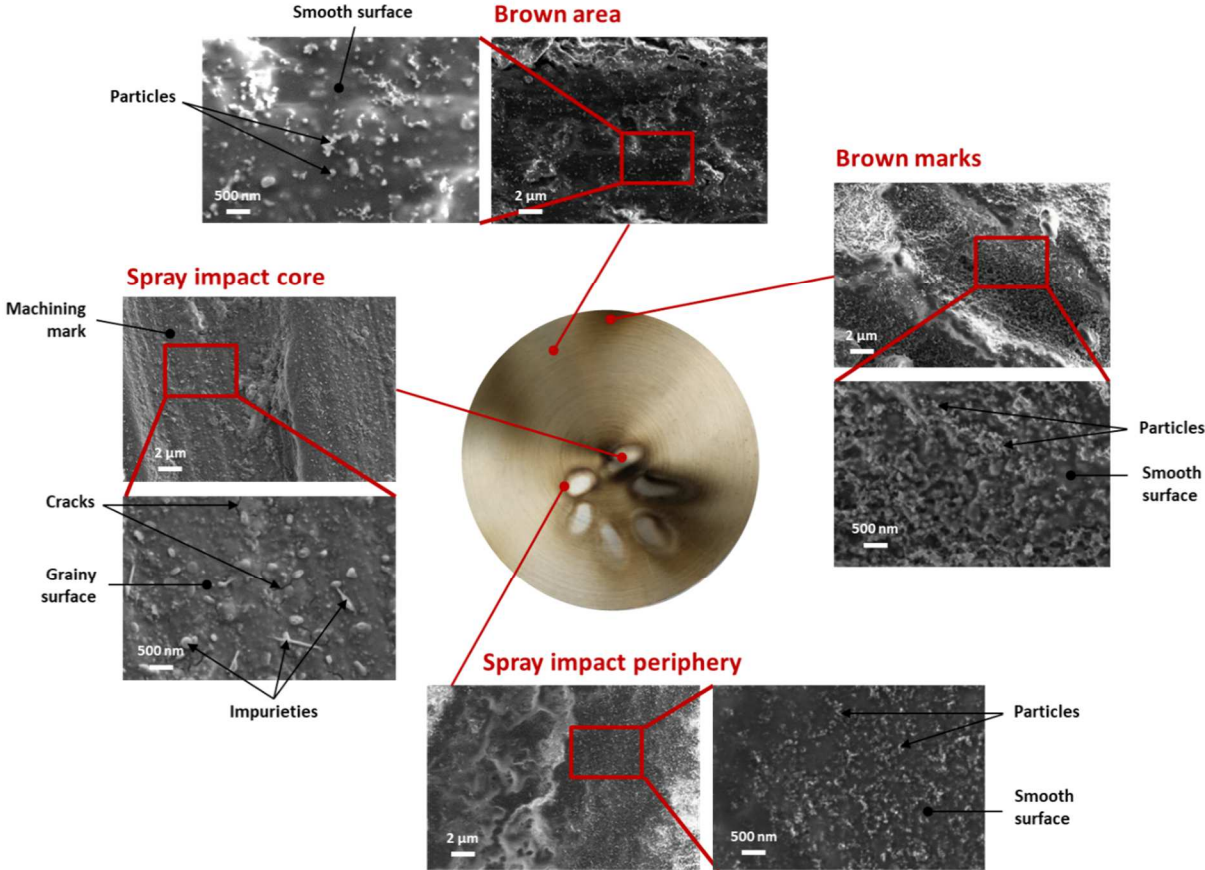 Smooth surface
Brown area
Particles
500 nm
2 µm
Brown marks
2 µm
Particles
Smooth
surface
500 nm
Spray impact core
Machining
mark
2 µm
Cracks
Grainy
surface
500 nm
Impurieties
Spray impact periphery
2 µm
Particles
Smooth
surface
500 nm